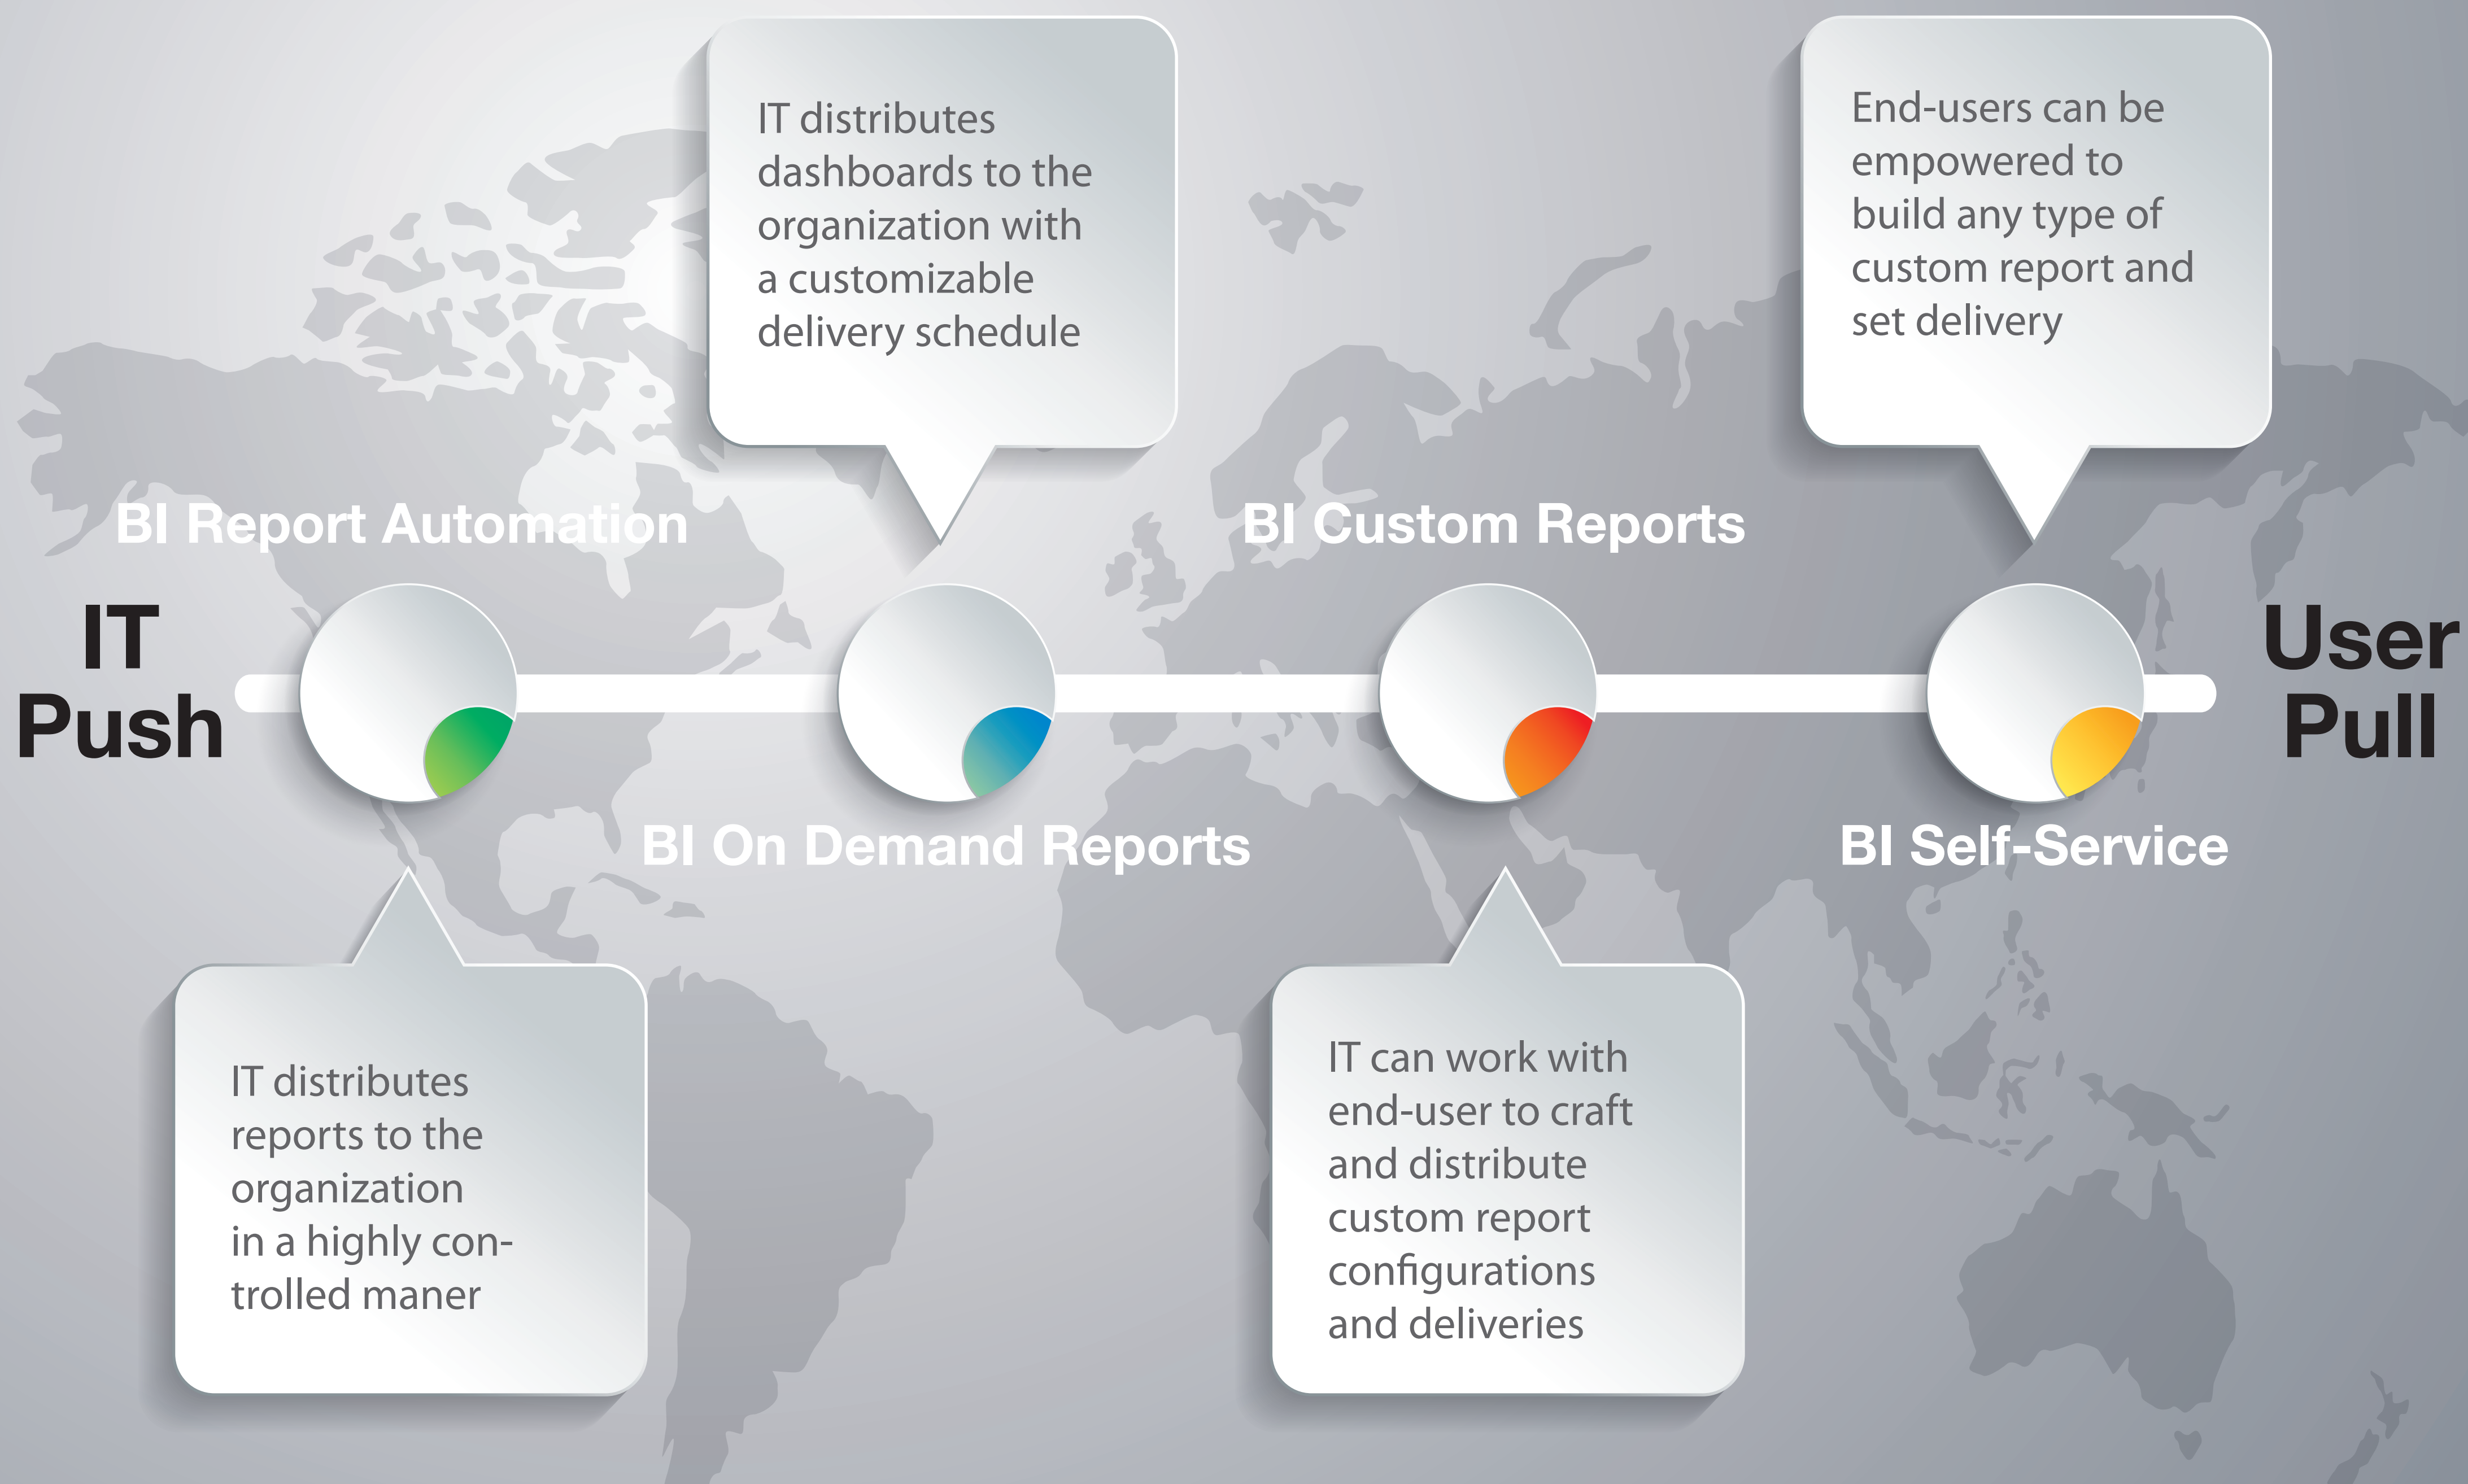 IT distributes
dashboards to the
organization with
a customizable
delivery schedule
End-users can be
empowered to
build any type of
custom report and
set delivery
BI Report Automation
BI Custom Reports
IT
Push
User
Pull
BI On Demand Reports
BI Self-Service
IT distributes
reports to the
organization
in a highly con-
trolled maner
IT can work with
end-user to craft
and distribute
custom report
configurations
and deliveries